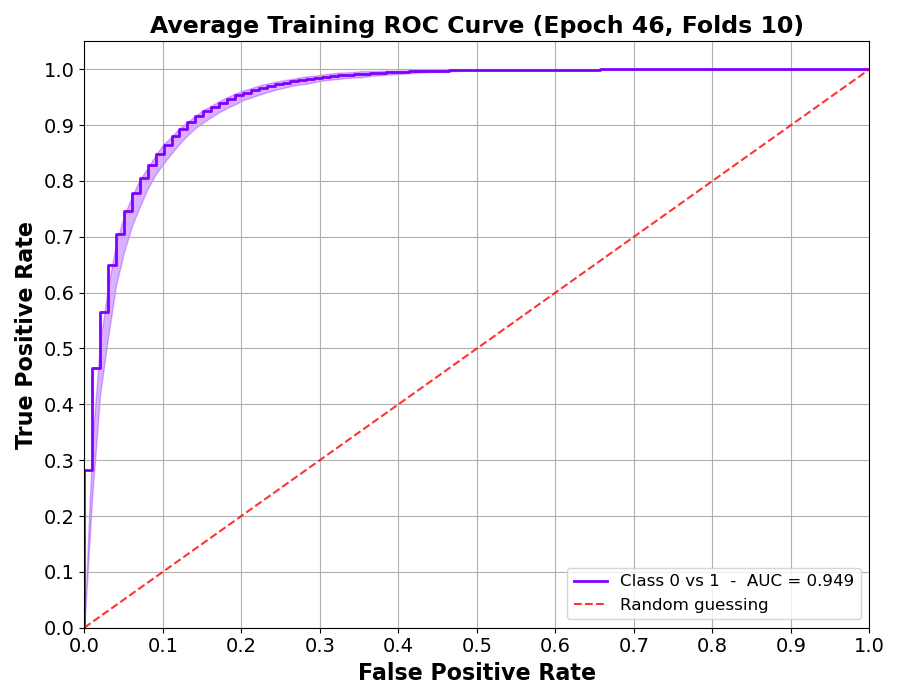 Average Training ROC Curve (Epoch 46, Folds 10)
True Positive Rate
1.0
0.9
0.8
0.7
0.6
0.5
0.4
0.3
0.2
0.1
0.0
Class 0 vs 1 - AUC = 0.949
Random guessing
0.0 0.1 0.2 0.3 0.4 0.5 0.6 0.7 0.8 0.9 1.0
False Positive Rate